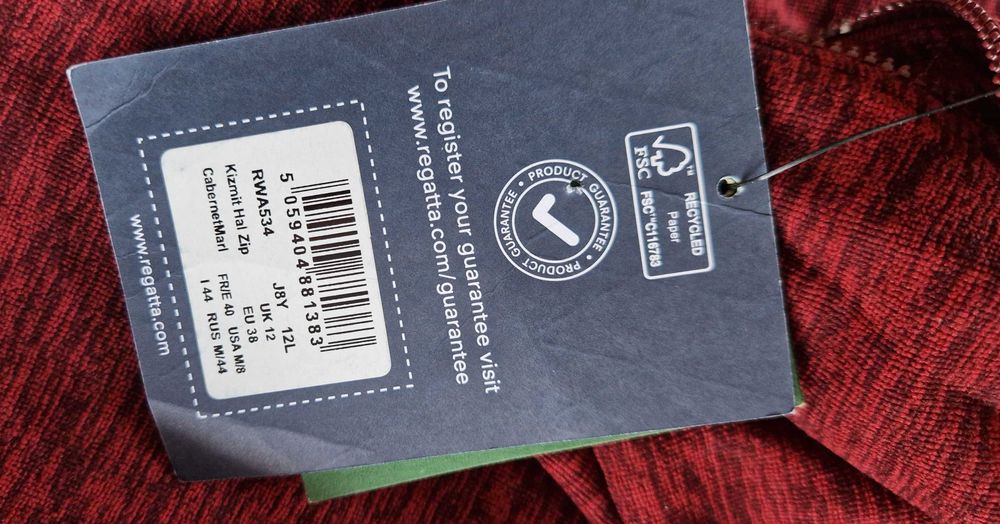 ™
FSC
RECYCLED
Paper
FSC™C116783
PRODUCT GUARANTEE • PRODUCT GUARANTEE •
To register your guarantee visit
www.regatta.com/guarantee
5 059404 881383
RWA534 J8Y 12L
Kizmit Hal Zip UK 12
EU 38
CabernetMarl FR/E 40 USA M/8
I 44 RUS M/44
www.regatta.com